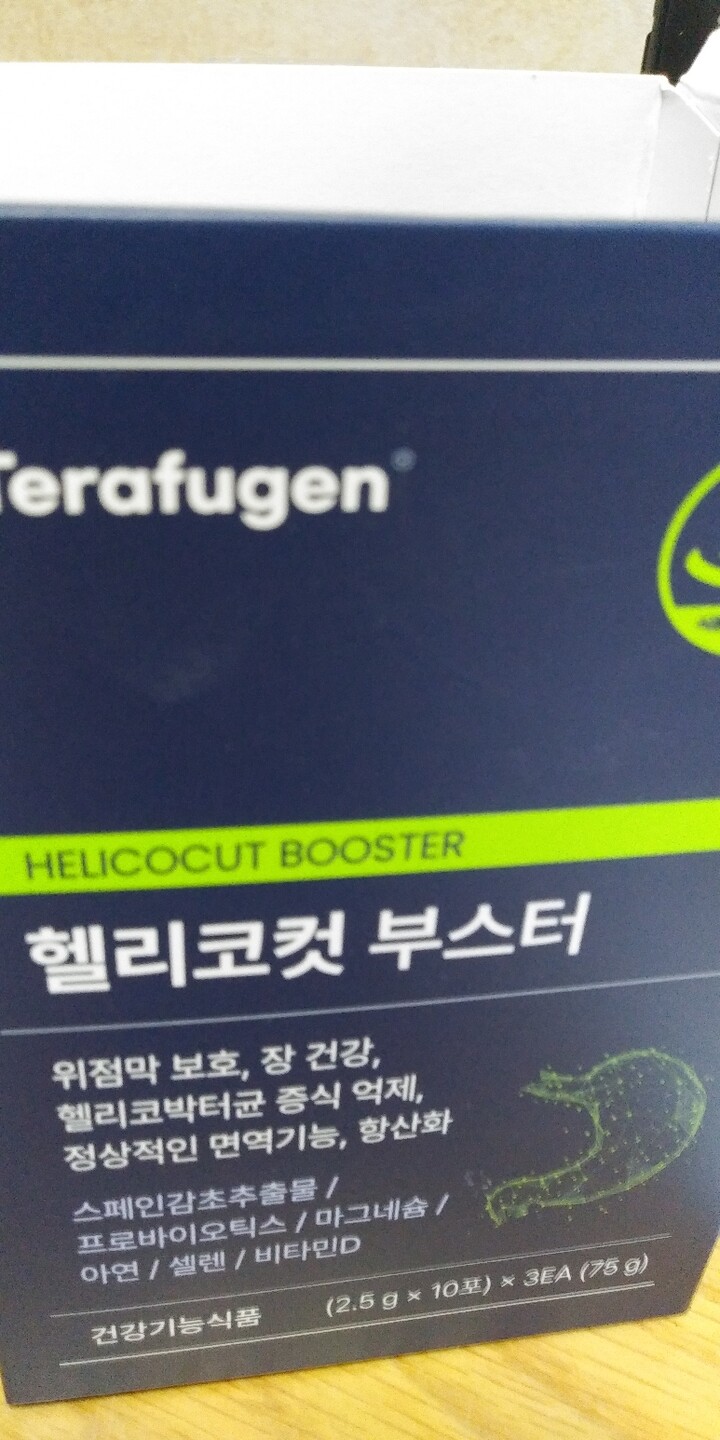 Terafugen
HELICOCUT BOOSTER
헬리코컷 부스터
위점막 보호, 장 건강,
헬리코박터균 증식 억제,
정상적인 면역기능, 항산화
스페인감초추출물 /
프로바이오틱스 / 마그네슘 /
아연 / 셀렌 / 비타민D
건강기능식품 (2.5 g × 10포) × 3EA (75 g)